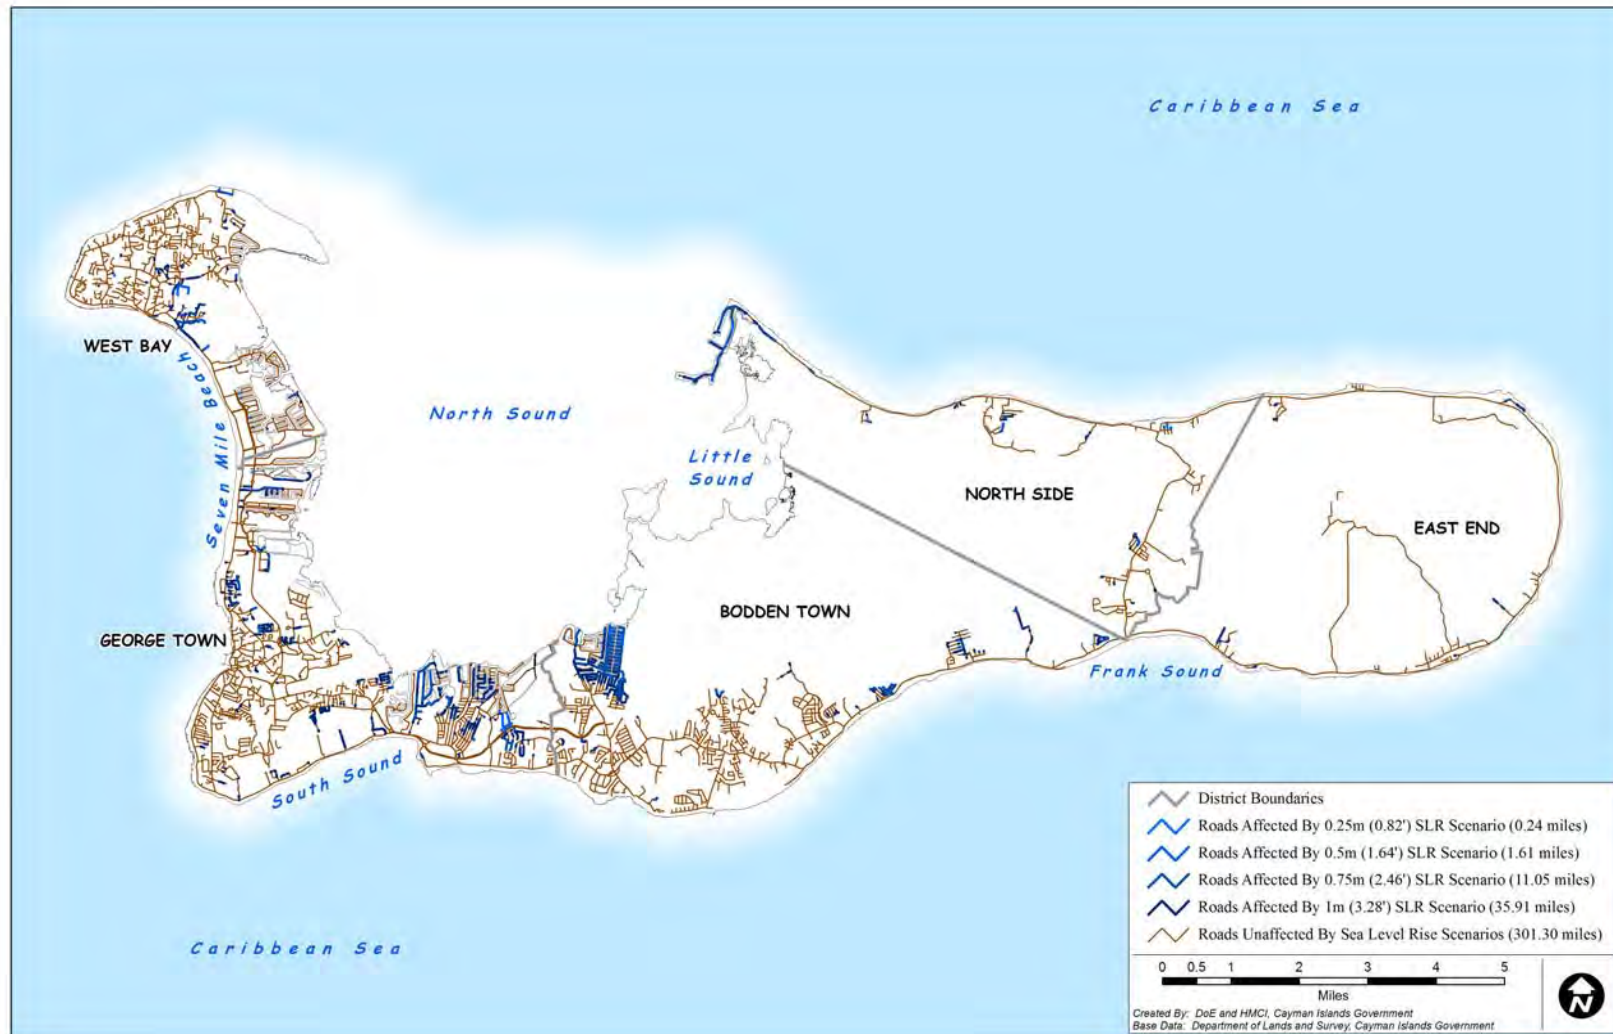 Caribbean Sea
WEST BAY
Seven Mile Beach
North Sound
Little
Sound
NORTH SIDE
EAST END
BODDEN TOWN
GEORGE TOWN
Frank Sound
South Sound
Caribbean Sea
District Boundaries
Roads Affected By 0.25m (0.82') SLR Scenario (0.24 miles)
Roads Affected By 0.5m (1.64') SLR Scenario (1.61 miles)
Roads Affected By 0.75m (2.46') SLR Scenario (11.05 miles)
Roads Affected By 1m (3.28') SLR Scenario (35.91 miles)
Roads Unaffected By Sea Level Rise Scenarios (301.30 miles)
0 0.5 1 2 3 4 5
Miles
N
Created By: DoE and HMCI, Cayman Islands Government
Base Data: Department of Lands and Survey, Cayman Islands Government